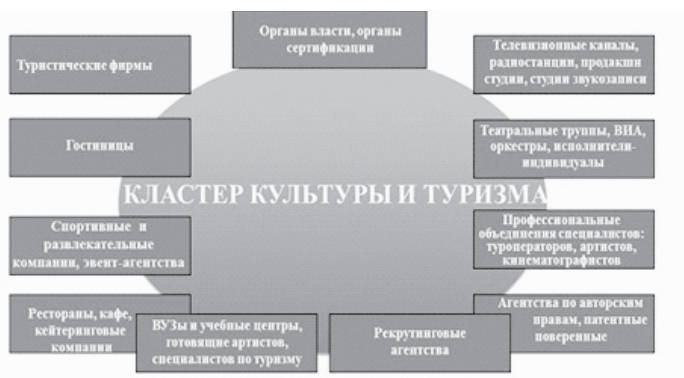 Органы власти, органы
сертификации
Туристические фирмы
Телевизионные каналы,
радиостанции, продакшн
студии, студии звукозаписи
Гостиницы
Театральные труппы, ВИА,
оркестры, исполнители-
индивидуалы
КЛАСТЕР КУЛЬТУРЫ И ТУРИЗМА
Спортивные и
развлекательные
компании, эвент-агентства
Профессиональные
объединения специалистов:
туроператоров, артистов,
кинематографистов
Рестораны, кафе,
кейтеринговые
компании
ВУЗы и учебные центры,
готовящие артистов,
специалистов по туризму
Рекрутинговые
агентства
Агентства по авторским
правам, патентные
поверенные